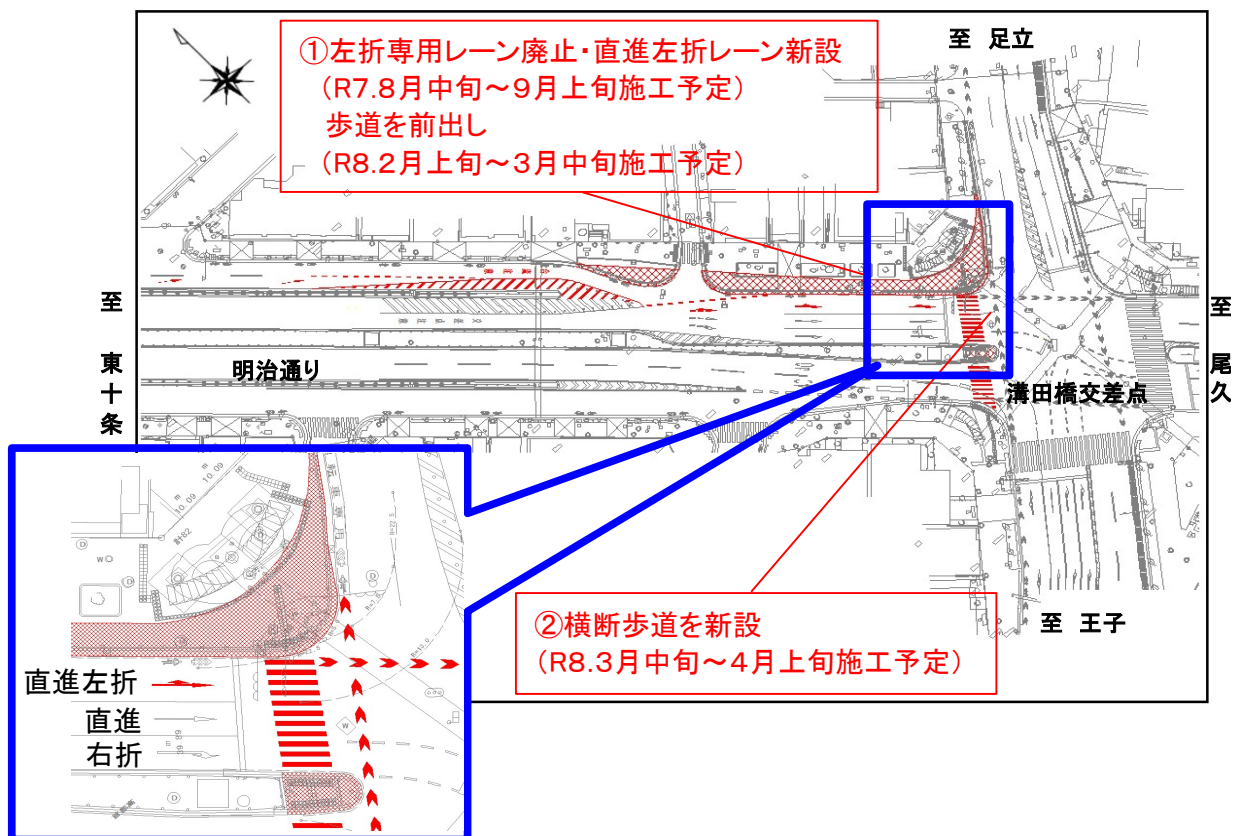 ①左折専用レーン廃止・直進左折レーン新設
（R7.8月中旬～9月上旬施工予定）
歩道を前出し
（R8.2月上旬～3月中旬施工予定）
至 足立
至 東十条
明治通り
至 尾久
溝田橋交差点
②横断歩道を新設
（R8.3月中旬～4月上旬施工予定）
至 王子
直進左折
直進
右折
10.09
10.09
D
W
D
D
W
D